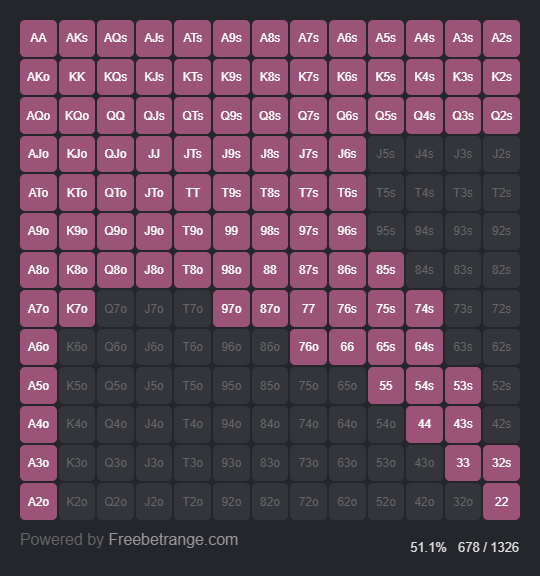 AA AKs AQs AJs ATs A9s A8s A7s A6s A5s A4s A3s A2s
AKo KK KQs KJs KTs K9s K8s K7s K6s K5s K4s K3s K2s
AQo KQo QQ QJs QTs Q9s Q8s Q7s Q6s Q5s Q4s Q3s Q2s
AJo KJo QJo JJ JTs J9s J8s J7s J6s J5s J4s J3s J2s
ATo KTo QTo JTo TT T9s T8s T7s T6s T5s T4s T3s T2s
A9o K9o Q9o J9o T9o 99 98s 97s 96s 95s 94s 93s 92s
A8o K8o Q8o J8o T8o 98o 88 87s 86s 85s 84s 83s 82s
A7o K7o Q7o J7o T7o 97o 87o 77 76s 75s 74s 73s 72s
A6o K6o Q6o J6o T6o 96o 86o 76o 66 65s 64s 63s 62s
A5o K5o Q5o J5o T5o 95o 85o 75o 65o 55 54s 53s 52s
A4o K4o Q4o J4o T4o 94o 84o 74o 64o 54o 44 43s 42s
A3o K3o Q3o J3o T3o 93o 83o 73o 63o 53o 43o 33 32s
A2o K2o Q2o J2o T2o 92o 82o 72o 62o 52o 42o 32o 22
Powered by Freebetrange.com
51.1% 678 / 1326